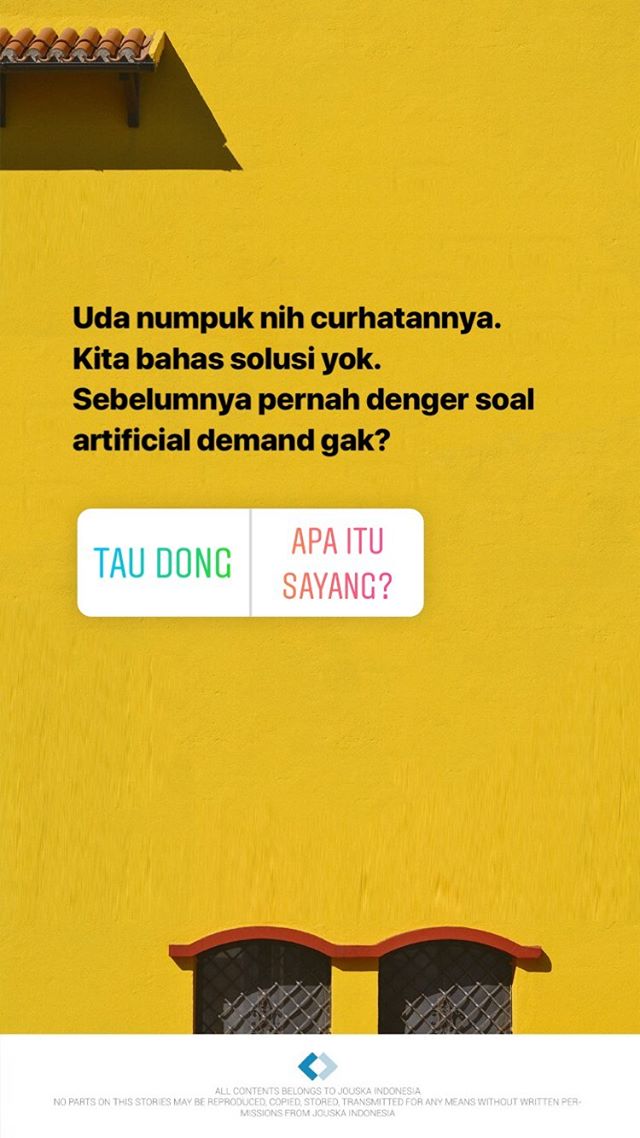 Uda numpuk nih curhatannya.
Kita bahas solusi yok.
Sebelumnya pernah denger soal
artificial demand gak?
TAU DONG
APA ITU
SAYANG?
ALL CONTENTS BELONGS TO JOUSKA INDONESIA
NO PARTS ON THIS STORIES MAY BE REPRODUCED, COPIED, STORED, TRANSMITTED FOR ANY MEANS WITHOUT WRITTEN PER-
MISSIONS FROM JOUSKA INDONESIA